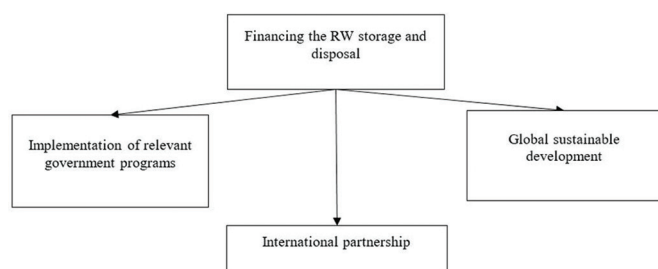 Financing the RW storage and
disposal
Implementation of relevant
government programs
Global sustainable
development
International partnership